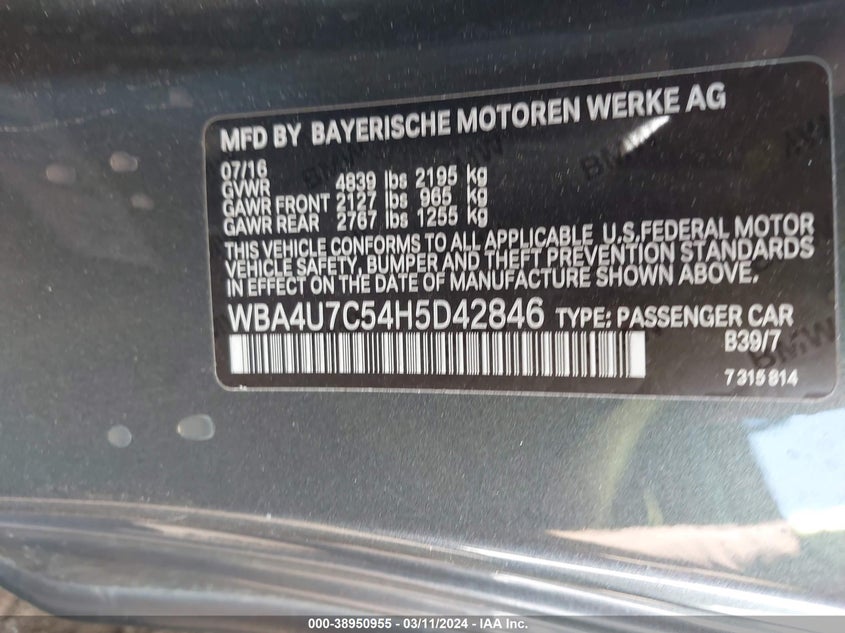 MFD BY BAYERISCHE MOTOREN WERKE AG
07/16
GVWR 4839 lbs 2195 kg
GAWR FRONT 2127 lbs 965 kg
GAWR REAR 2767 lbs 1255 kg
THIS VEHICLE CONFORMS TO ALL APPLICABLE U.S.FEDERAL MOTOR
VEHICLE SAFETY, BUMPER AND THEFT PREVENTION STANDARDS
IN EFFECT ON THE DATE OF MANUFACTURE SHOWN ABOVE.
WBA4U7C54H5D42846 TYPE: PASSENGER CAR
B39/7
7315814
000-38950955 - 03/11/2024 - IAA Inc.